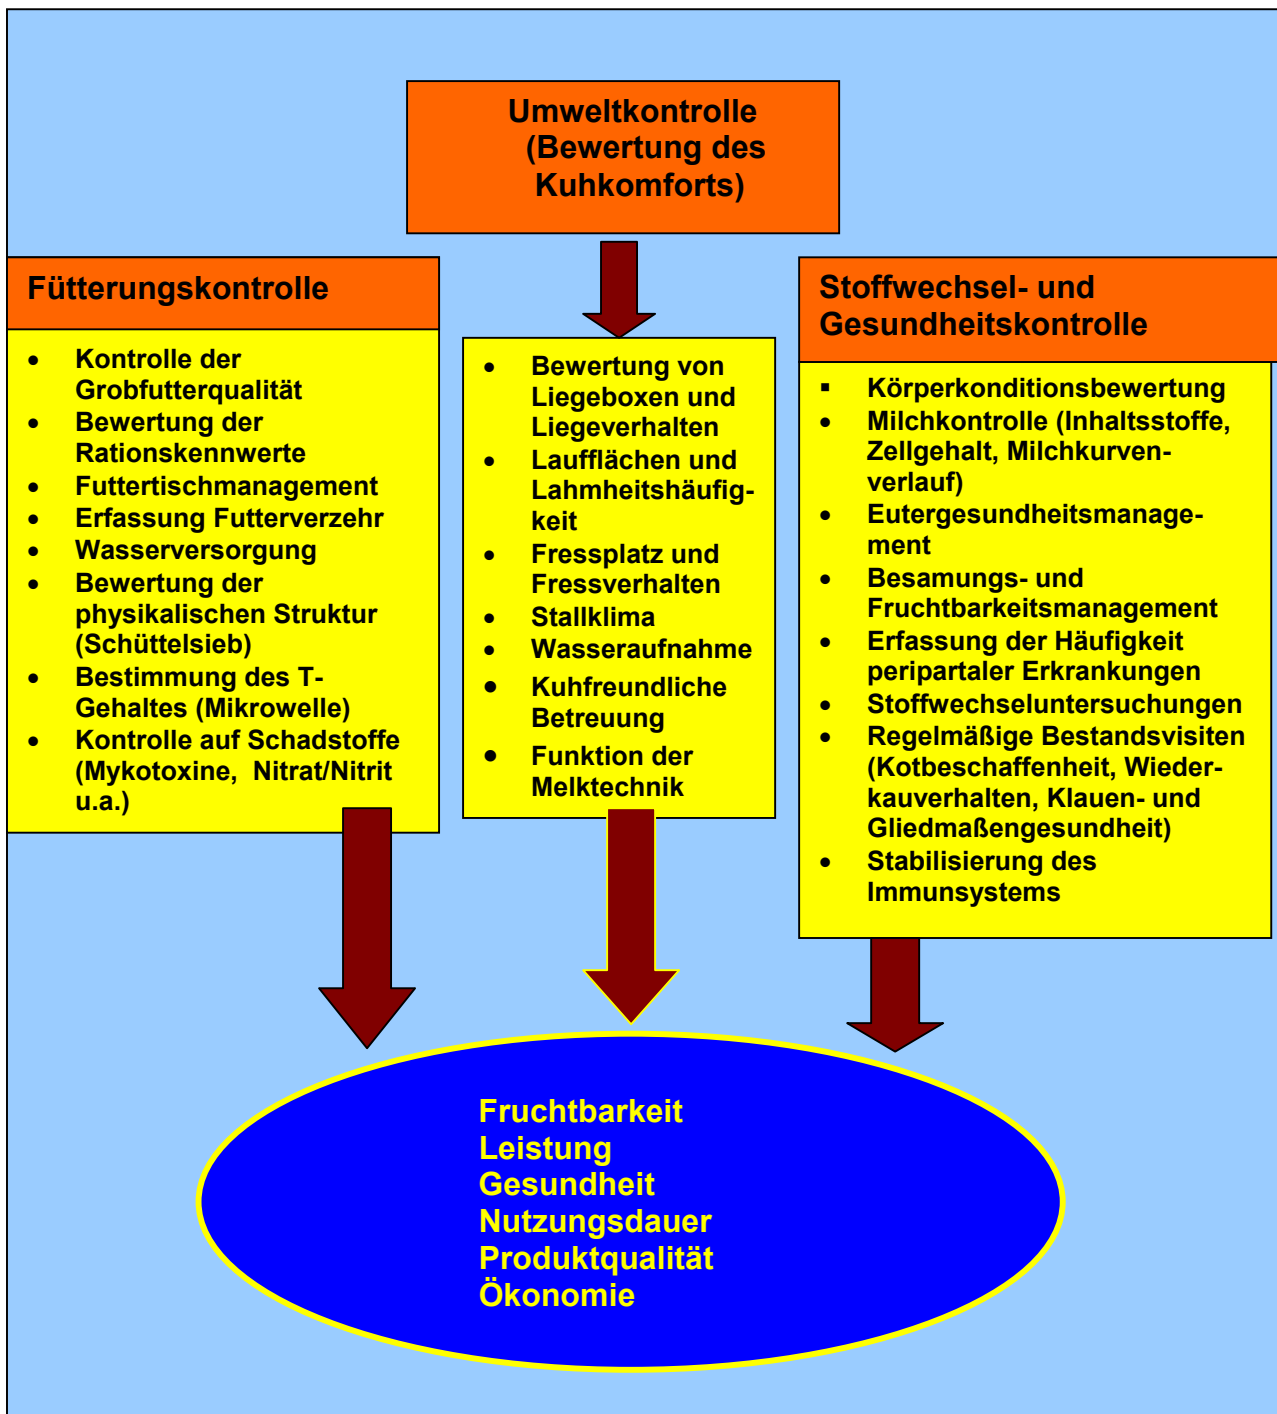 Umweltkontrolle
(Bewertung des
Kuhkomforts)
Fütterungskontrolle
• Kontrolle der
Grobfutterqualität
• Bewertung der
Rationskennwerte
• Futtertischmanagement
• Erfassung Futterverzehr
• Wasserversorgung
• Bewertung der
physikalischen Struktur
(Schüttelsieb)
• Bestimmung des T-
Gehaltes (Mikrowelle)
• Kontrolle auf Schadstoffe
(Mykotoxine, Nitrat/Nitrit
u.a.)
• Bewertung von
Liegeboxen und
Liegeverhalten
• Laufflächen und
Lahmheitshäufig-
keit
• Fressplatz und
Fressverhalten
• Stallklima
• Wasseraufnahme
• Kuhfreundliche
Betreuung
• Funktion der
Melktechnik
Stoffwechsel- und
Gesundheitskontrolle
▪ Körperkonditionsbewertung
• Milchkontrolle (Inhaltsstoffe,
Zellgehalt, Milchkurven-
verlauf)
• Eutergesundheitsmanage-
ment
• Besamungs- und
Fruchtbarkeitsmanagement
• Erfassung der Häufigkeit
peripartaler Erkrankungen
• Stoffwechseluntersuchungen
• Regelmäßige Bestandsvisiten
(Kotbeschaffenheit, Wieder-
kauverhalten, Klauen- und
Gliedmaßengesundheit)
• Stabilisierung des
Immunsystems
Fruchtbarkeit
Leistung
Gesundheit
Nutzungsdauer
Produktqualität
Ökonomie